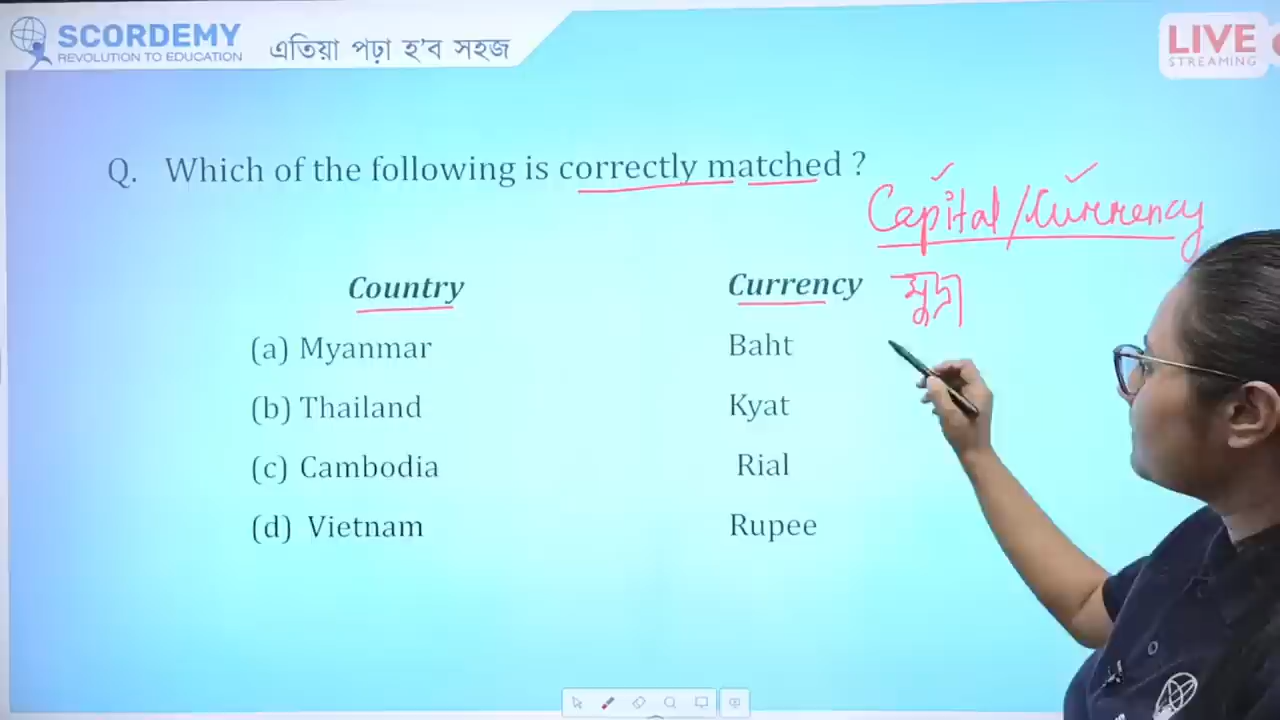 SCORDEMY
REVOLUTION TO EDUCATION
এতিয়া পঢ়া হ'ব সহজ
LIVE
STREAMING
Q. Which of the following is correctly matched ?
Capital/Currency
Country Currency মুদ্ৰা
(a) Myanmar Baht
(b) Thailand Kyat
(c) Cambodia Rial
(d) Vietnam Rupee